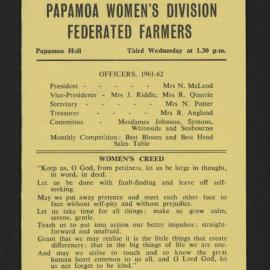 PAPAMOA WOMEN'S DIVISION
FEDERATED FARMERS
Papamoa Hall Third Wednesday at 1.30 p.m.
OFFICERS, 1961-62
President - - - - Mrs N. McLeod
Vice-Presidents - Mrs J. Riddle, Mrs R. Quarrie
Secretary - - - - Mrs N. Potter
Treasurer - - - - Mrs B. Anglund
Committee - Mesdames Johnson, Symons,
Whiteside and Seabourne
Monthly Competition: Best Bloom and Best Head
Sales Table
WOMEN'S CREED
"Keep us, O God, from pettiness, let us be large in thought,
in word, in deed.
Let us be done with fault-finding and leave off self-
seeking.
May we put away pretence and meet each other face to
face without self-pity and without prejudice.
Let us take time for all things: make us grow calm,
serene, gentle.
Teach us to put into action our better impulses: straight-
forward and unafraid.
Grant that we may realise it is the little things that create
differences; that in the big things of life we are one.
And may we strive to touch and to know the great
human heart common to us all, and O Lord God, let
us not forget to be kind."